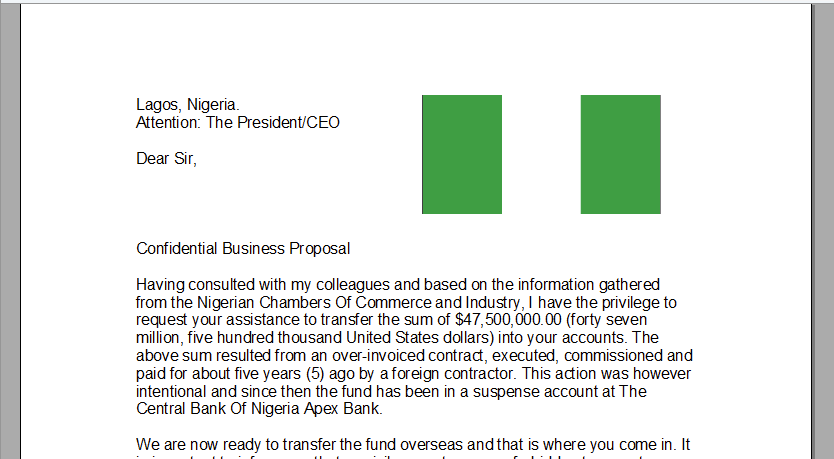 Lagos, Nigeria.
Attention: The President/CEO
Dear Sir,
Confidential Business Proposal
Having consulted with my colleagues and based on the information gathered
from the Nigerian Chambers Of Commerce and Industry, I have the privilege to
request your assistance to transfer the sum of $47,500,000.00 (forty seven
million, five hundred thousand United States dollars) into your accounts. The
above sum resulted from an over-invoiced contract, executed, commissioned and
paid for about five years (5) ago by a foreign contractor. This action was however
intentional and since then the fund has been in a suspense account at The
Central Bank Of Nigeria Apex Bank.
We are now ready to transfer the fund overseas and that is where you come in. It